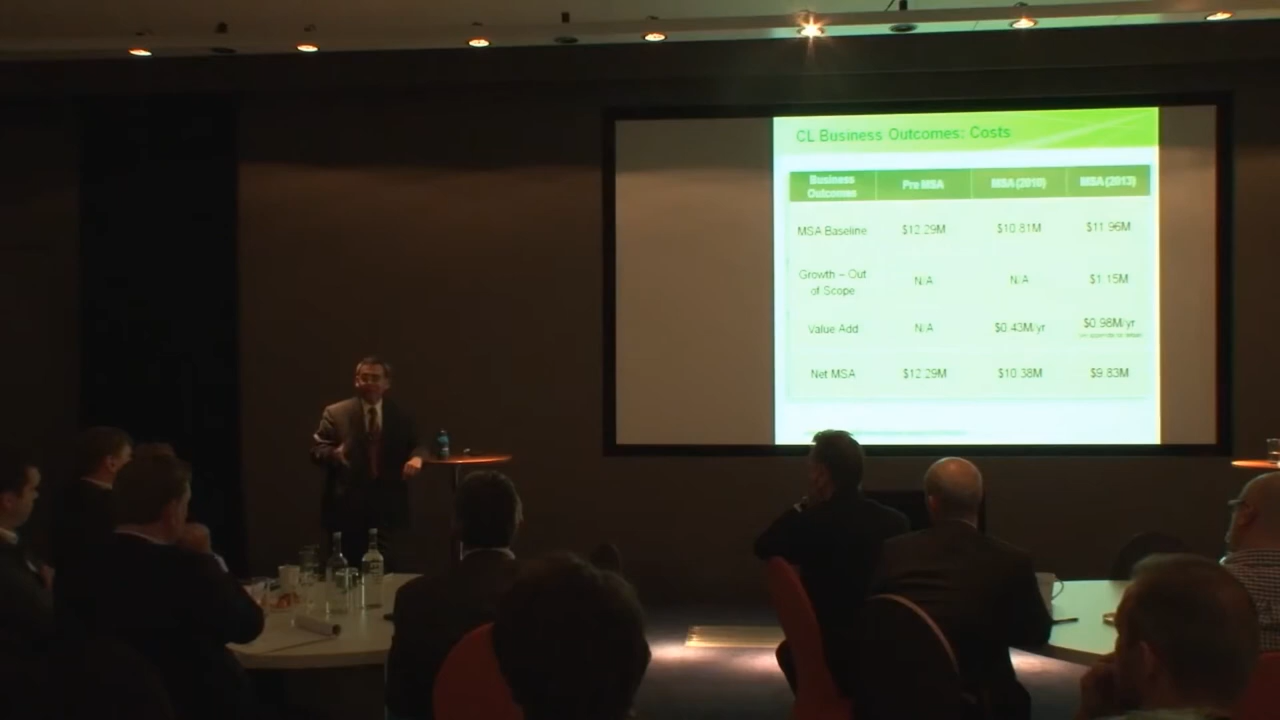 CL Business Outcomes: Costs
Business Outcomes Pre MSA MSA (2010) MSA (2013)
MSA Baseline $12.29M $10.81M $11.96M
Growth – Out of Scope N/A N/A $1.15M
Value Add N/A $0.43M/yr $0.98M/yr
Net MSA $12.29M $10.38M $9.83M